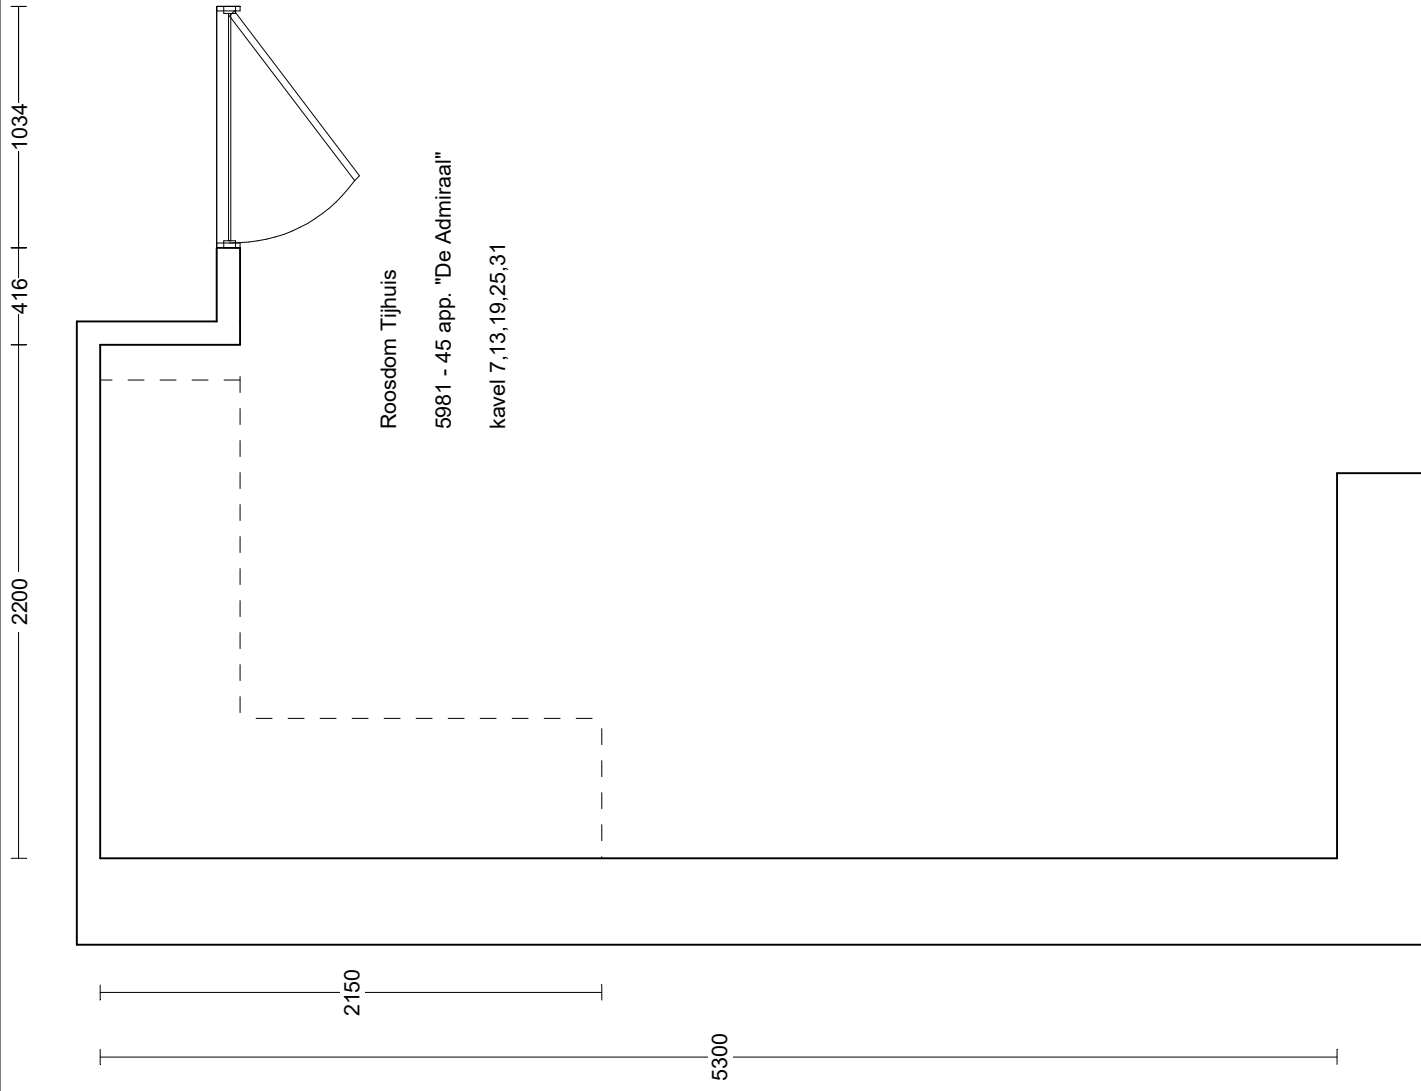 Roosdom Tijhuis
5981 - 45 app. "De Admiraal"
kavel 7,13,19,25,31
1034
416
2200
2150
5300